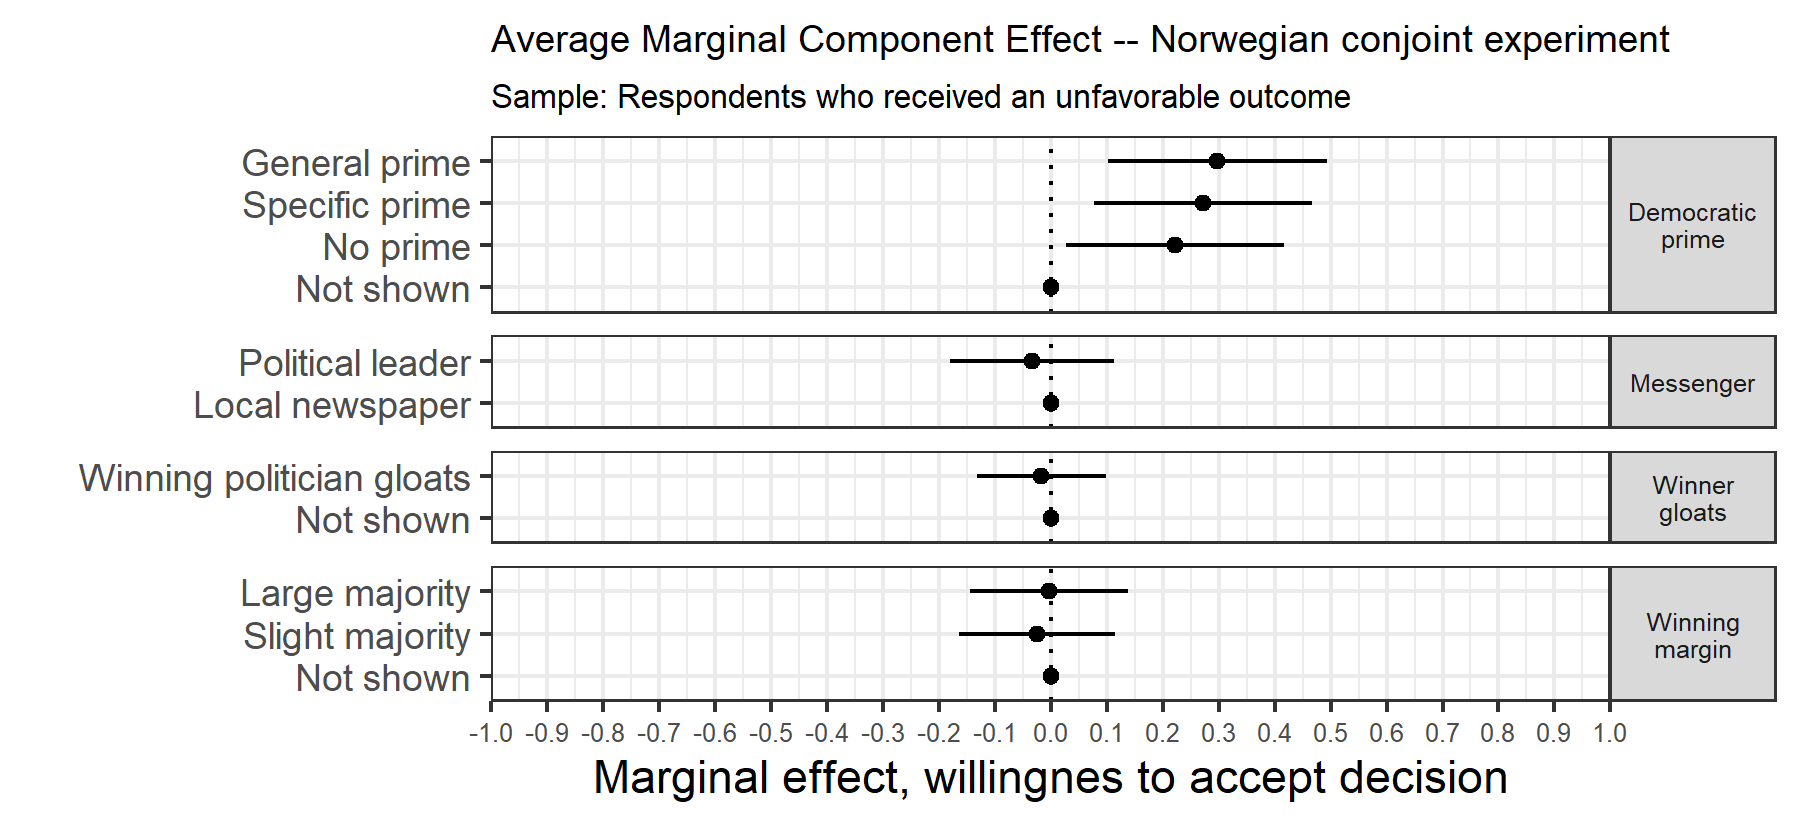 Average Marginal Component Effect -- Norwegian conjoint experiment
Sample: Respondents who received an unfavorable outcome
General prime
Specific prime
No prime
Not shown
Democratic
prime
Political leader
Local newspaper
Messenger
Winning politician gloats
Not shown
Winner
gloats
Large majority
Slight majority
Not shown
Winning
margin
-1.0 -0.9 -0.8 -0.7 -0.6 -0.5 -0.4 -0.3 -0.2 -0.1 0.0 0.1 0.2 0.3 0.4 0.5 0.6 0.7 0.8 0.9 1.0
Marginal effect, willingnes to accept decision